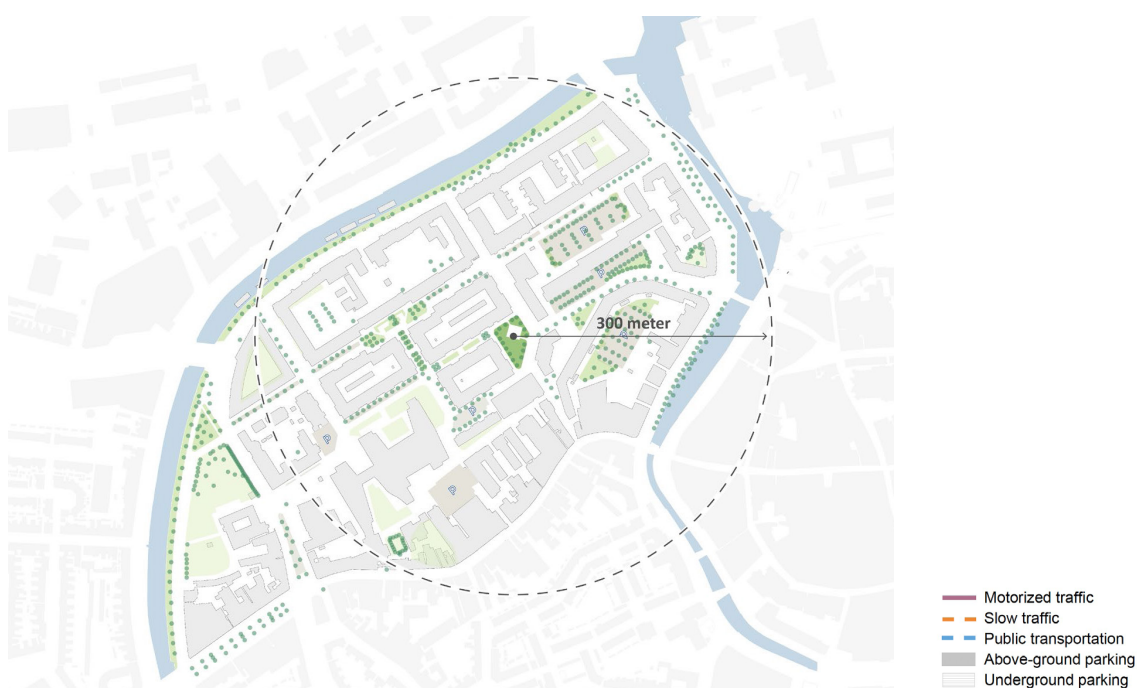 P
P
300 meter
P
P
P
P
Motorized traffic
Slow traffic
Public transportation
Above-ground parking
Underground parking